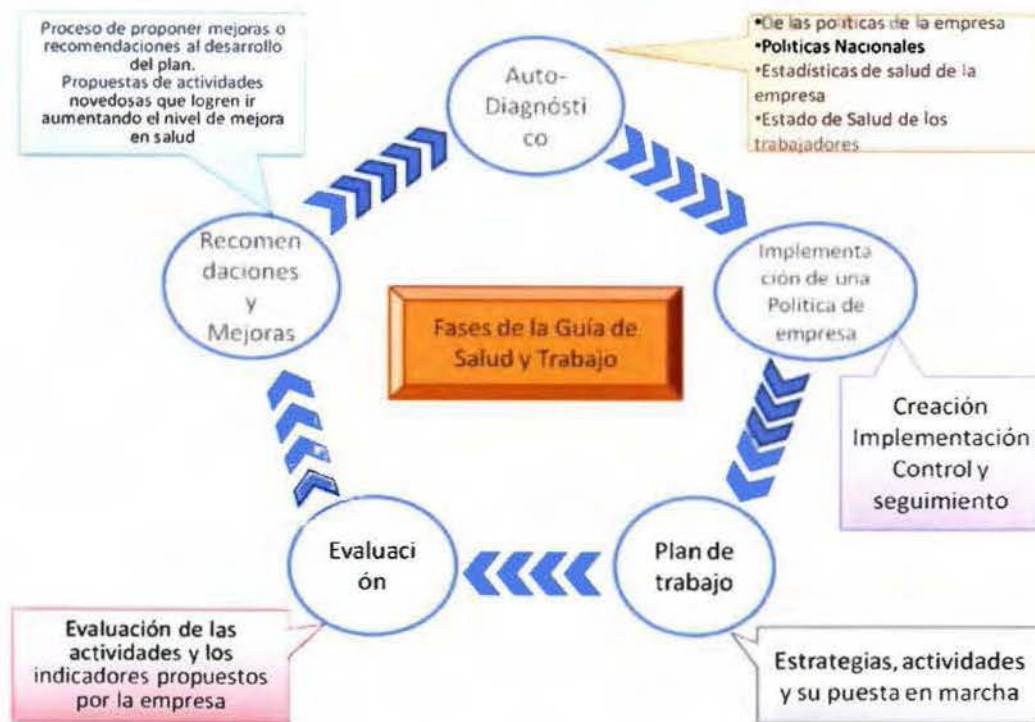 Proceso de proponer mejoras o
recomendaciones al desarrollo
del plan.
Propuestas de actividades
novedosas que logren ir
aumentando el nivel de mejora
en salud
Auto-
Diagnósti
co
•De las políticas de la empresa
•Políticas Nacionales
•Estadísticas de salud de la
empresa
•Estado de Salud de los
trabajadores
Recomen
daciones
y
Mejoras
Fases de la Guía de
Salud y Trabajo
Implementa
ción de una
Política de
empresa
Creación
Implementación
Control y
seguimiento
Evaluaci
ón
Plan de
trabajo
Evaluación de las
actividades y los
indicadores propuestos
por la empresa
Estrategias, actividades
y su puesta en marcha